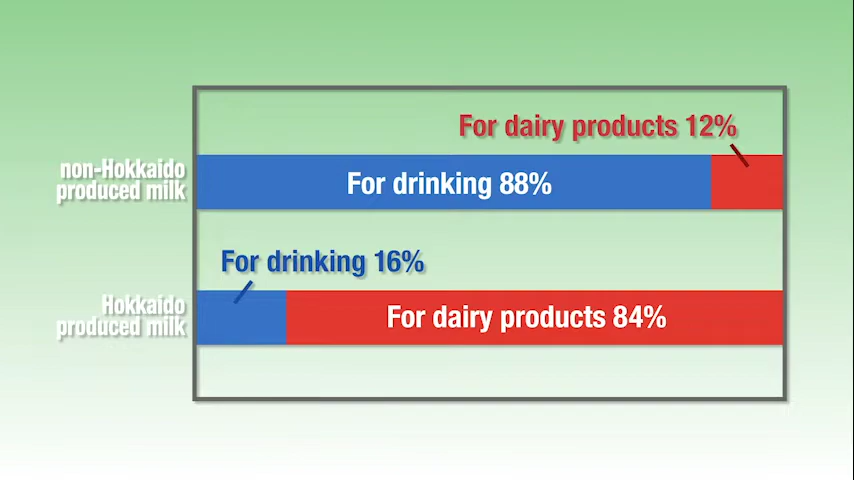 For dairy products 12%
non-Hokkaido
produced milk
For drinking 88%
For drinking 16%
Hokkaido
produced milk
For dairy products 84%